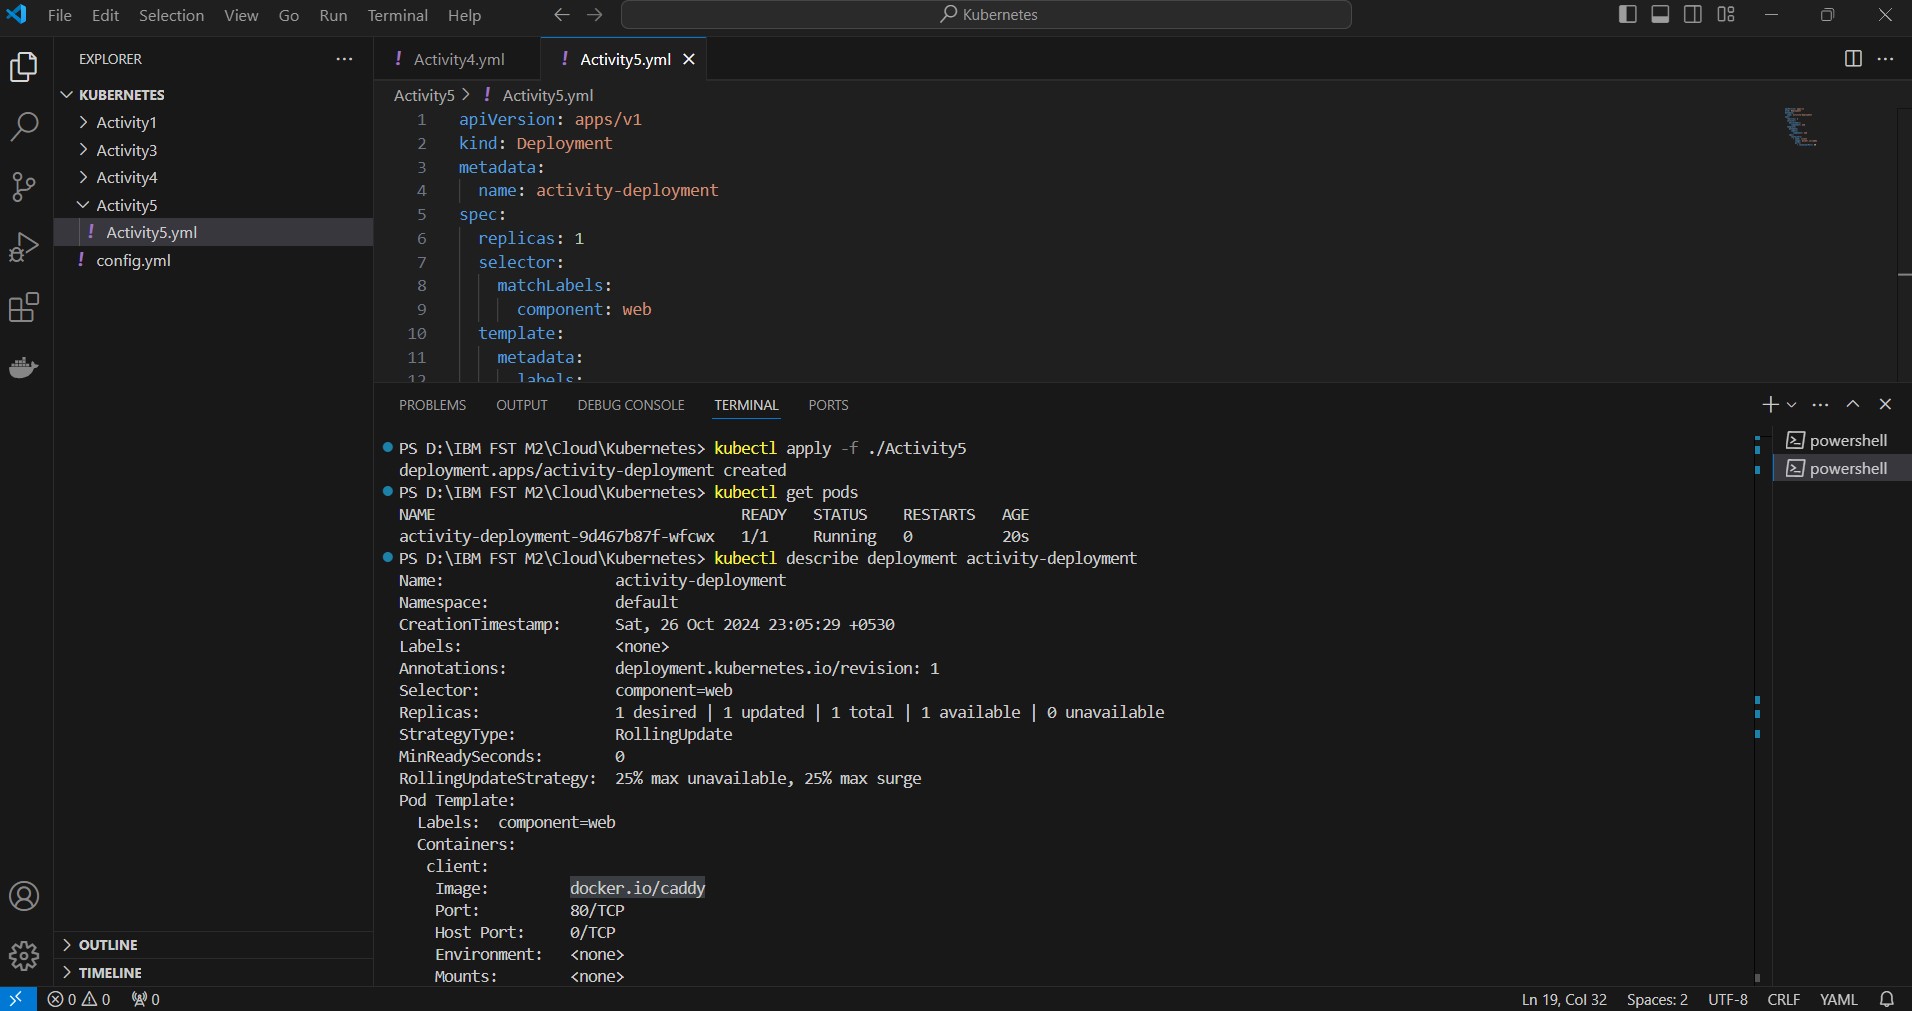 File Edit Selection View Go Run Terminal Help Kubernetes
EXPLORER
KUBERNETES
Activity1
Activity3
Activity4
Activity5
Activity5.yml
config.yml
OUTLINE
TIMELINE
Activity4.yml Activity5.yml
Activity5 > Activity5.yml
1 apiVersion: apps/v1
2 kind: Deployment
3 metadata:
4 name: activity-deployment
5 spec:
6 replicas: 1
7 selector:
8 matchLabels:
9 component: web
10 template:
11 metadata:
12 labels:
PROBLEMS OUTPUT DEBUG CONSOLE TERMINAL PORTS
PS D:\IBM FST M2\Cloud\Kubernetes> kubectl apply -f ./Activity5
deployment.apps/activity-deployment created
PS D:\IBM FST M2\Cloud\Kubernetes> kubectl get pods
NAME READY STATUS RESTARTS AGE
activity-deployment-9d467b87f-wfcwx 1/1 Running 0 20s
PS D:\IBM FST M2\Cloud\Kubernetes> kubectl describe deployment activity-deployment
Name: activity-deployment
Namespace: default
CreationTimestamp: Sat, 26 Oct 2024 23:05:29 +0530
Labels: <none>
Annotations: deployment.kubernetes.io/revision: 1
Selector: component=web
Replicas: 1 desired | 1 updated | 1 total | 1 available | 0 unavailable
StrategyType: RollingUpdate
MinReadySeconds: 0
RollingUpdateStrategy: 25% max unavailable, 25% max surge
Pod Template:
Labels: component=web
Containers:
client:
Image: docker.io/caddy
Port: 80/TCP
Host Port: 0/TCP
Environment: <none>
Mounts: <none>
powershell
powershell
0 0 0 Ln 19, Col 32 Spaces: 2 UTF-8 CRLF YAML